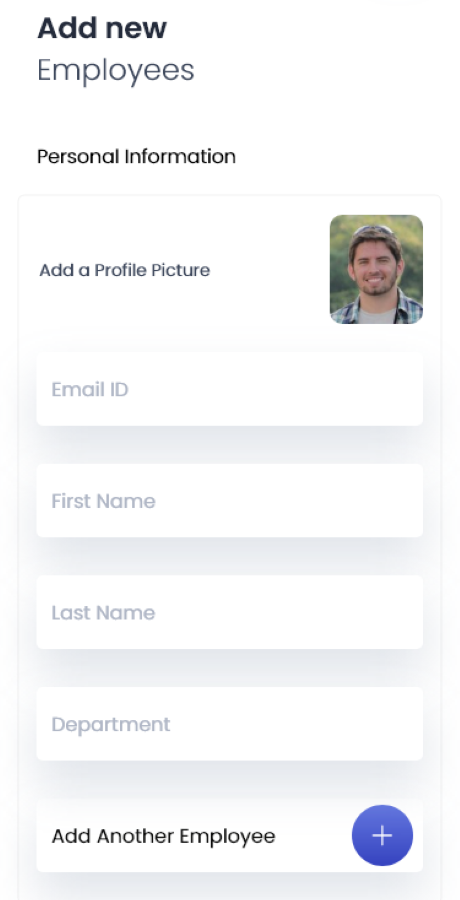 Add new
Employees
Personal Information
Add a Profile Picture
Email ID
First Name
Last Name
Department
Add Another Employee